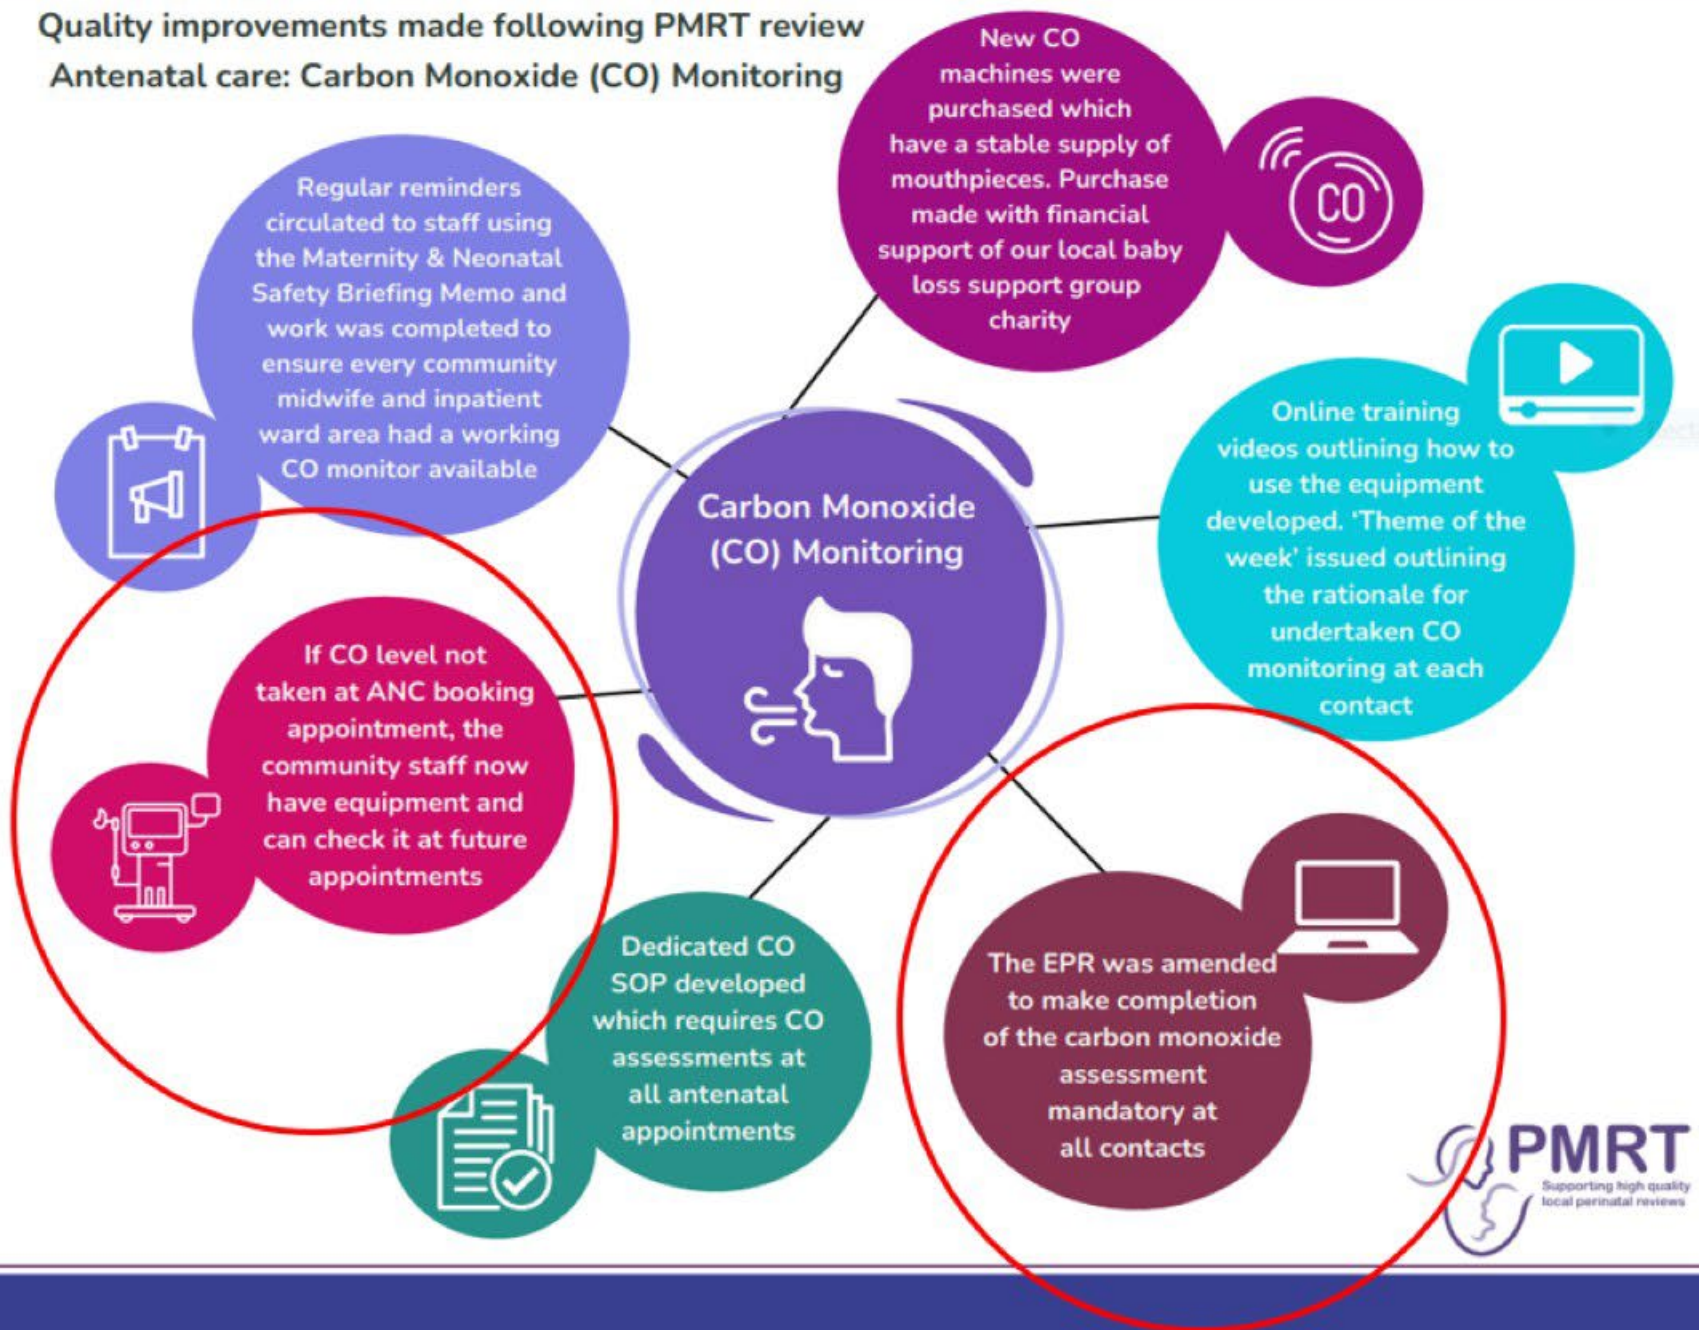 Quality improvements made following PMRT review
Antenatal care: Carbon Monoxide (CO) Monitoring
New CO
machines were
purchased which
have a stable supply of
mouthpieces. Purchase
made with financial
support of our local baby
loss support group
charity
CO
Regular reminders
circulated to staff using
the Maternity & Neonatal
Safety Briefing Memo and
work was completed to
ensure every community
midwife and inpatient
ward area had a working
CO monitor available
Online training
videos outlining how to
use the equipment
developed. ‘Theme of the
week’ issued outlining
the rationale for
undertaken CO
monitoring at each
contact
Carbon Monoxide
(CO) Monitoring
If CO level not
taken at ANC booking
appointment, the
community staff now
have equipment and
can check it at future
appointments
Dedicated CO
SOP developed
which requires CO
assessments at
all antenatal
appointments
The EPR was amended
to make completion
of the carbon monoxide
assessment
mandatory at
all contacts
PMRT
Supporting high quality
local perinatal reviews